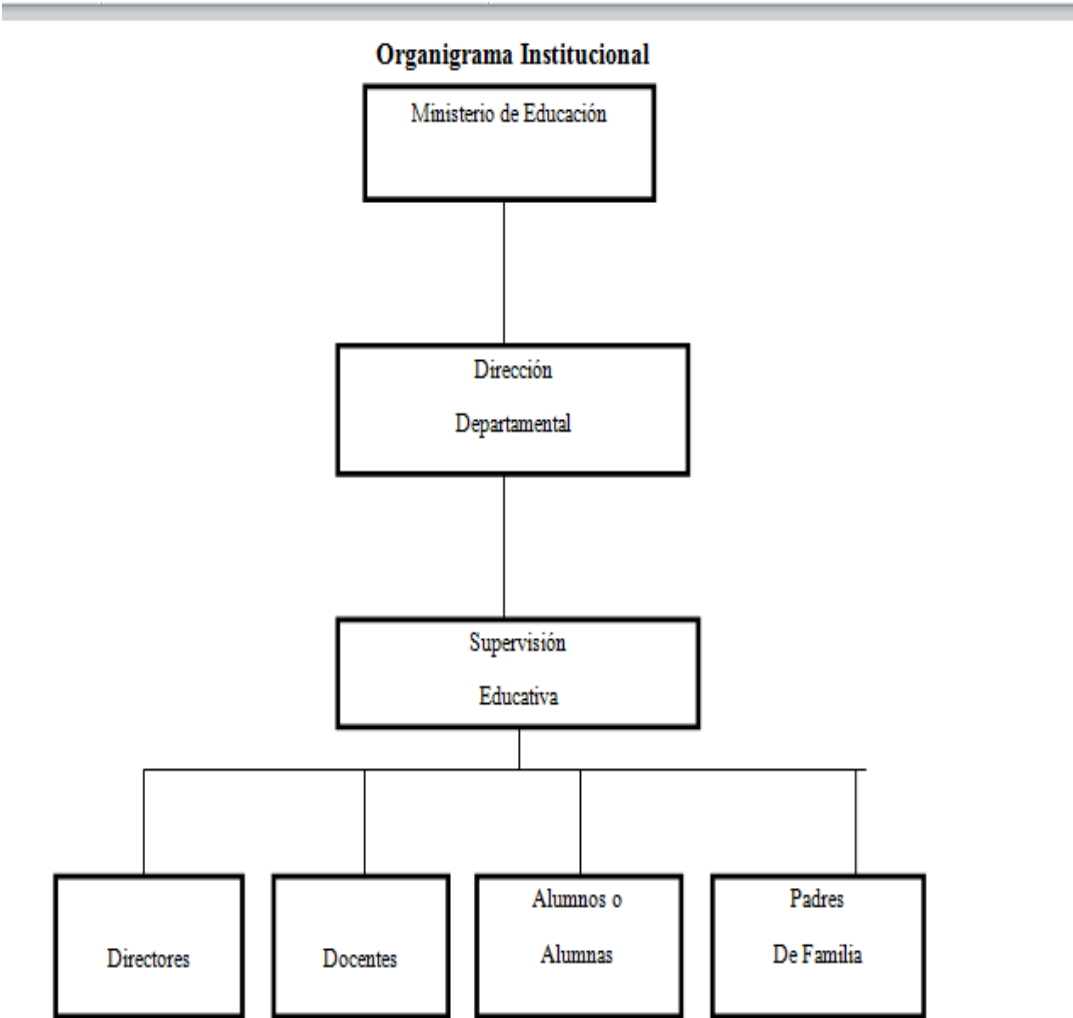 Organigrama Institucional
Ministerio de Educación
Dirección
Departamental
Supervisión
Educativa
Directores
Docentes
Alumnos o
Alumnas
Padres
De Familia